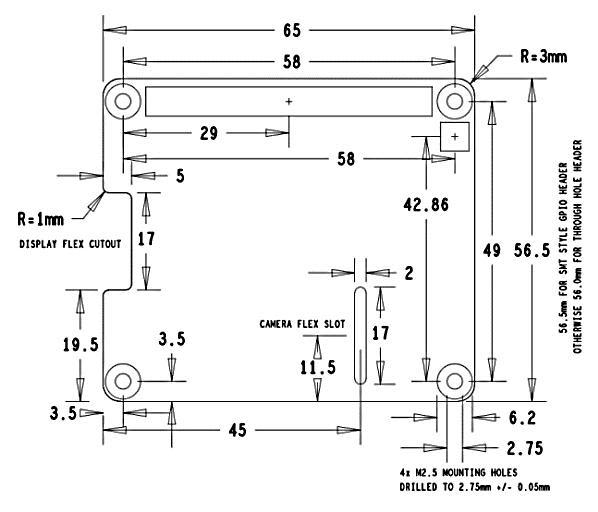 65
58
R=3mm
29
58
5
42.86
R=1mm
DISPLAY FLEX CUTOUT
17
49
56.5
56.5mm FOR SMT STYLE GPIO HEADER
OTHERWISE 56.0mm FOR THROUGH HOLE HEADER
2
CAMERA FLEX SLOT
17
19.5
3.5
11.5
3.5
45
6.2
2.75
4x M2.5 MOUNTING HOLES
DRILLED TO 2.75mm +/- 0.05mm